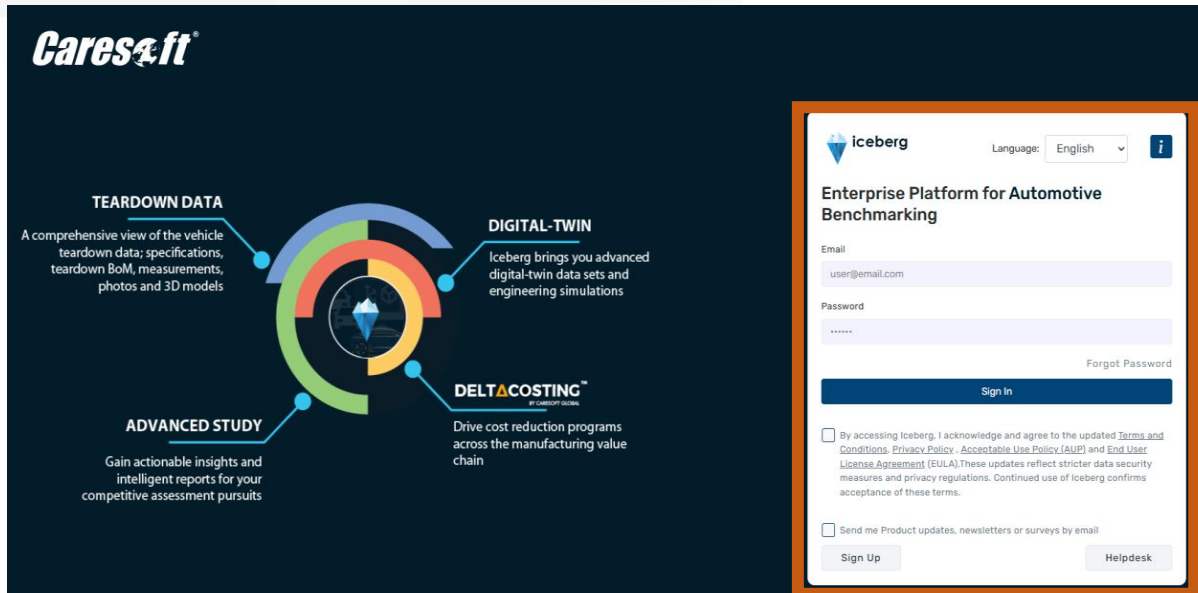 Caresoft®
TEARDOWN DATA
A comprehensive view of the vehicle
teardown data; specifications,
teardown BoM, measurements,
photos and 3D models
DIGITAL-TWIN
Iceberg brings you advanced
digital-twin data sets and
engineering simulations
ADVANCED STUDY
Gain actionable insights and
intelligent reports for your
competitive assessment pursuits
DELTACOSTING™
BY CARESOFT GLOBAL
Drive cost reduction programs
across the manufacturing value
chain
iceberg
Language: English
i
Enterprise Platform for Automotive
Benchmarking
Email
user@email.com
Password
••••••
Forgot Password
Sign In
By accessing Iceberg, I acknowledge and agree to the updated Terms and
Conditions, Privacy Policy , Acceptable Use Policy (AUP) and End User
License Agreement (EULA).These updates reflect stricter data security
measures and privacy regulations. Continued use of Iceberg confirms
acceptance of these terms.
Send me Product updates, newsletters or surveys by email
Sign Up
Helpdesk